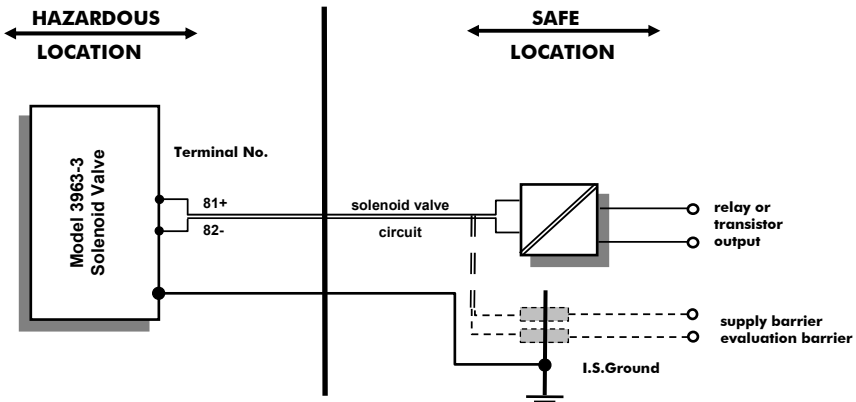 HAZARDOUS
LOCATION
SAFE
LOCATION
Model 3963-3
Solenoid Valve
Terminal No.
81+
82-
solenoid valve
circuit
relay or
transistor
output
supply barrier
evaluation barrier
I.S.Ground